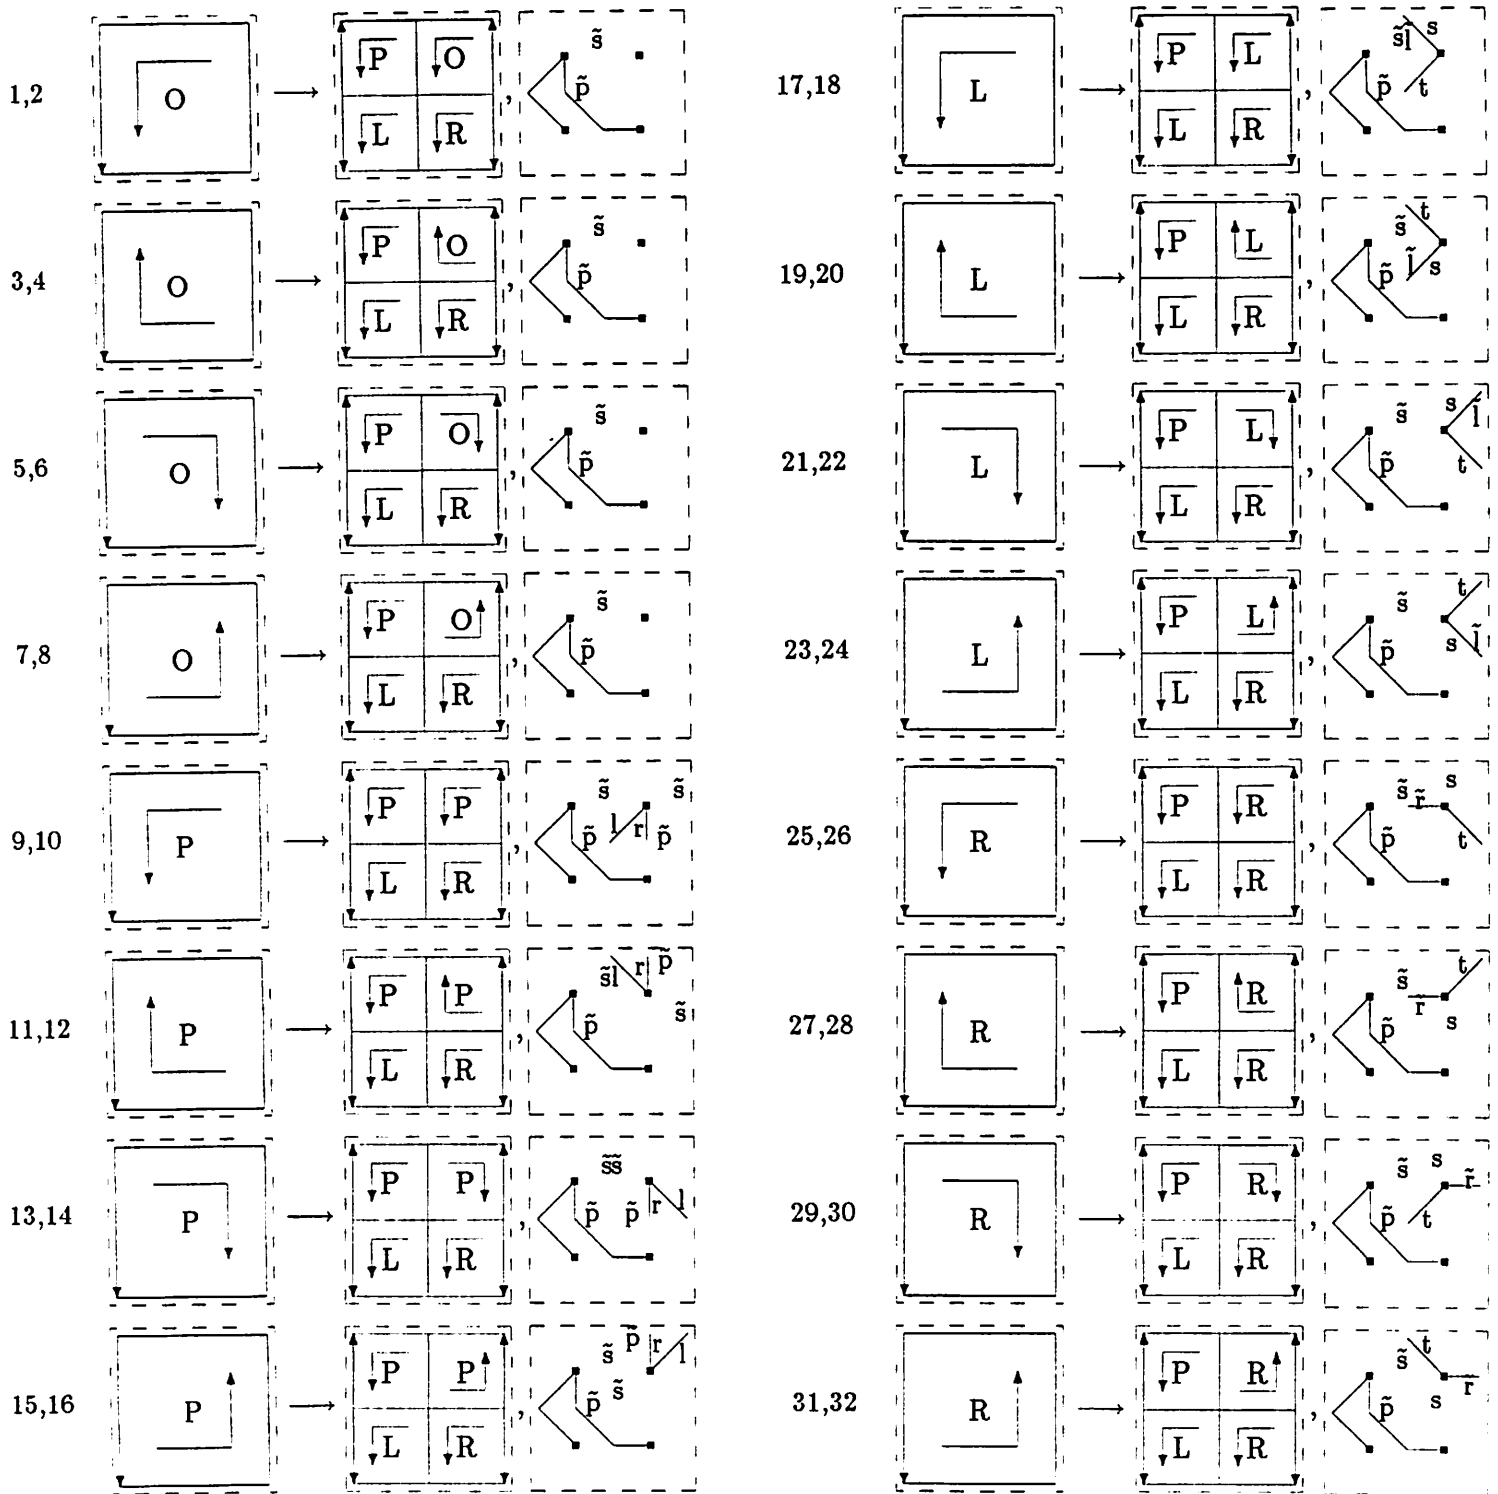 1,2 O P O L R , s̃ p̃
17,18 L P L L R , s̃ l̃ s p̃ t
3,4 O P O L R , s̃ p̃
19,20 L P L L R , s̃ t p̃ l̃ s
5,6 O P O L R , s̃ p̃
21,22 L P L L R , s̃ s l̃ p̃ t
7,8 O P O L R , s̃ p̃
23,24 L P L L R , s̃ t p̃ s l̃
9,10 P P P L R , s̃ s̃ p̃ l r p̃
25,26 R P R L R , s̃ r̃ s p̃ t
11,12 P P P L R , s̃ l r p̃ s̃ p̃
27,28 R P R L R , s̃ t r̃ p̃ s
13,14 P P P L R , s̃ s̃ p̃ p̃ r l
29,30 R P R L R , s̃ s r̃ p̃ t
15,16 P P P L R , s̃ p̃ r l p̃ s̃
31,32 R P R L R , s̃ t r̃ p̃ s